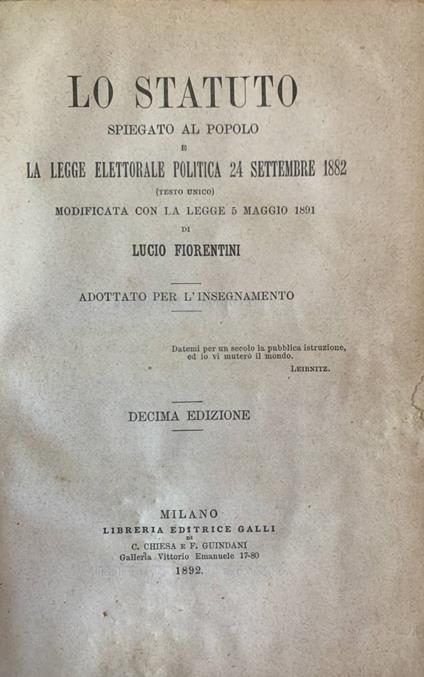 LO STATUTO
SPIEGATO AL POPOLO
E
LA LEGGE ELETTORALE POLITICA 24 SETTEMBRE 1882
(TESTO UNICO)
MODIFICATA CON LA LEGGE 5 MAGGIO 1891
DI
LUCIO FIORENTINI
ADOTTATO PER L'INSEGNAMENTO
Datemi per un secolo la pubblica istruzione,
ed io vi muterò il mondo.
LEIBNITZ.
DECIMA EDIZIONE
MILANO
LIBRERIA EDITRICE GALLI
DI
C. CHIESA E F. GUINDANI
Galleria Vittorio Emanuele 17-80
1892.